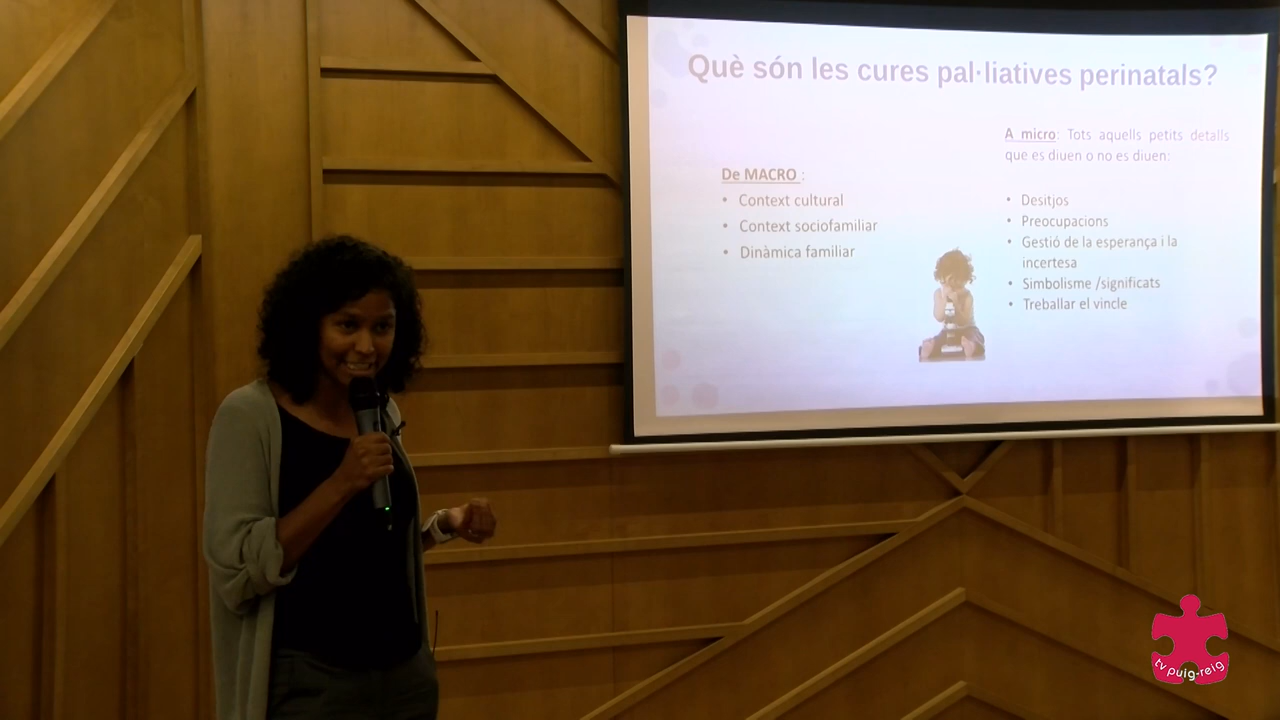 Què són les cures pal·liatives perinatals?
De MACRO :
• Context cultural
• Context sociofamiliar
• Dinàmica familiar
A micro: Tots aquells petits detalls
que es diuen o no es diuen:
• Desitjos
• Preocupacions
• Gestió de la esperança i la
incertesa
• Simbolisme /significats
• Treballar el vincle
tv puig-reig